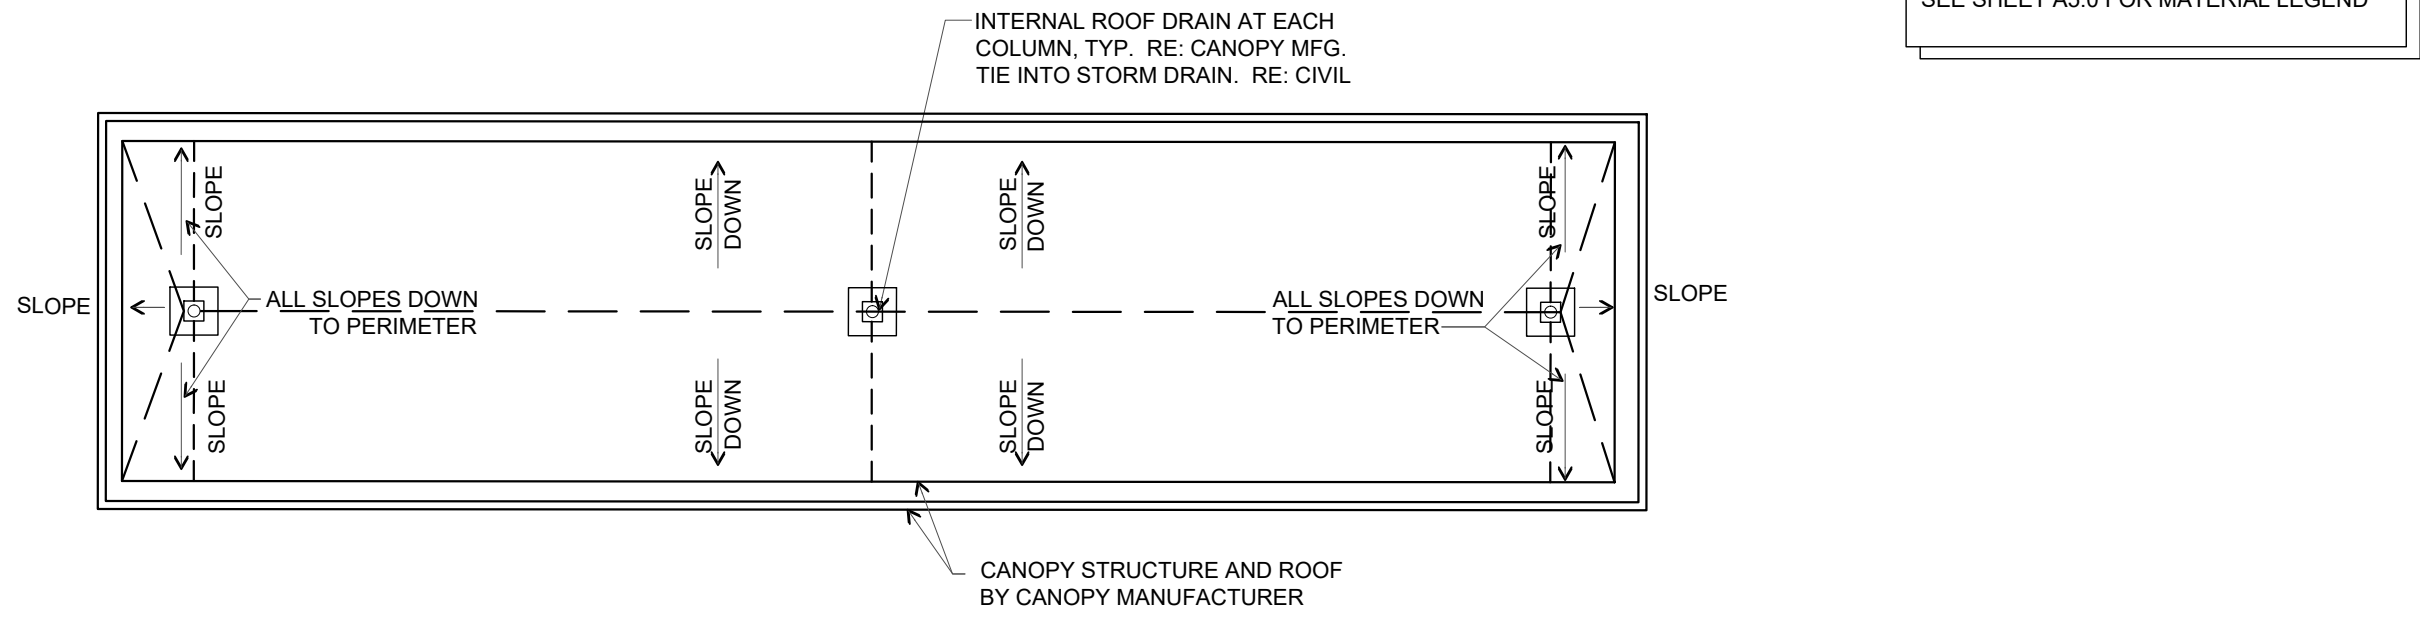 SEE SHEET A5.0 FOR MATERIAL LEGEND
INTERNAL ROOF DRAIN AT EACH
COLUMN, TYP.  RE: CANOPY MFG.
TIE INTO STORM DRAIN.  RE: CIVIL
SLOPE
SLOPE
DOWN
SLOPE
DOWN
SLOPE
SLOPE
ALL SLOPES DOWN
TO PERIMETER
ALL SLOPES DOWN
TO PERIMETER
SLOPE
SLOPE
SLOPE
DOWN
SLOPE
DOWN
SLOPE
CANOPY STRUCTURE AND ROOF
BY CANOPY MANUFACTURER